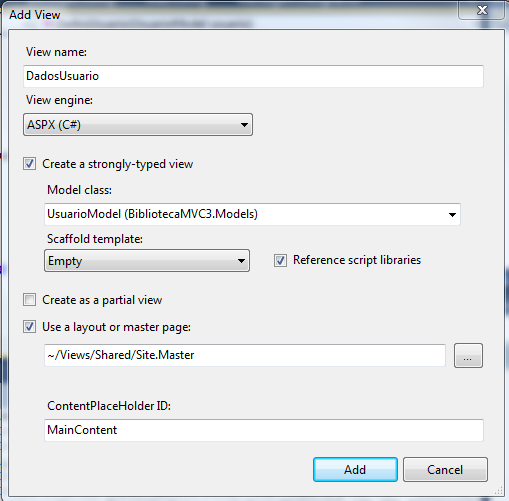 Add View
View name:
DadosUsuario
View engine:
ASPX (C#)
Create a strongly-typed view
Model class:
UsuarioModel (BibliotecaMVC3.Models)
Scaffold template:
Empty
Reference script libraries
Create as a partial view
Use a layout or master page:
~/Views/Shared/Site.Master
...
ContentPlaceHolder ID:
MainContent
Add
Cancel